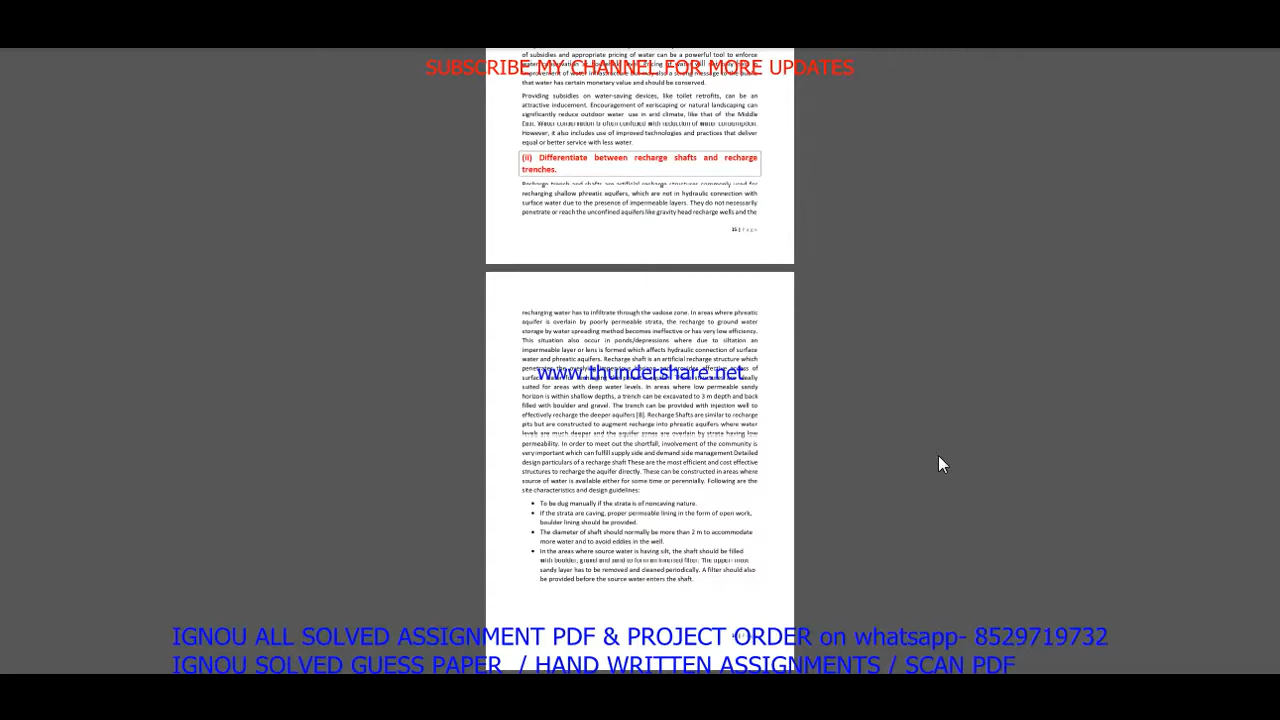 of subsidies and appropriate pricing of water can be a powerful tool to enforce
SUBSCRIBE MY CHANNEL FOR MORE UPDATES
that water has certain monetary value and should be conserved.
Providing subsidies on water-saving devices, like toilet retrofits, can be an
attractive inducement. Encouragement of xeriscaping or natural landscaping can
significantly reduce outdoor water use in arid climate, like that of the Middle
East. Water conservation is often confused with reduction of water consumption.
However, it also includes use of improved technologies and practices that deliver
equal or better service with less water.
(ii) Differentiate between recharge shafts and recharge
trenches.
Recharge trench and shafts are artificial recharge structures commonly used for
recharging shallow phreatic aquifers, which are not in hydraulic connection with
surface water due to the presence of impermeable layers. They do not necessarily
penetrate or reach the unconfined aquifers like gravity head recharge wells and the
35 | Page
recharging water has to infiltrate through the vadose zone. In areas where phreatic
aquifer is overlain by poorly permeable strata, the recharge to ground water
storage by water spreading method becomes ineffective or has very low efficiency.
This situation also occur in ponds/depressions where due to siltation an
impermeable layer or lens is formed which affects hydraulic connection of surface
water and phreatic aquifers. Recharge shaft is an artificial recharge structure which
www.thundershare.net
suited for areas with deep water levels. In areas where low permeable sandy
horizon is within shallow depths, a trench can be excavated to 3 m depth and back
filled with boulder and gravel. The trench can be provided with injection well to
effectively recharge the deeper aquifers [8]. Recharge Shafts are similar to recharge
pits but are constructed to augment recharge into phreatic aquifers where water
levels are much deeper and the aquifer zones are overlain by strata having low
permeability. In order to meet out the shortfall, involvement of the community is
very important which can fulfill supply side and demand side management Detailed
design particulars of a recharge shaft These are the most efficient and cost effective
structures to recharge the aquifer directly. These can be constructed in areas where
source of water is available either for some time or perennially. Following are the
site characteristics and design guidelines:
• To be dug manually if the strata is of noncaving nature.
• If the strata are caving, proper permeable lining in the form of open work,
boulder lining should be provided.
• The diameter of shaft should normally be more than 2 m to accommodate
more water and to avoid eddies in the well.
• In the areas where source water is having silt, the shaft should be filled
with boulder, gravel and sand to form an inverted filter. The upper-most
sandy layer has to be removed and cleaned periodically. A filter should also
be provided before the source water enters the shaft.
IGNOU ALL SOLVED ASSIGNMENT PDF & PROJECT ORDER on whatsapp- 8529719732
IGNOU SOLVED GUESS PAPER / HAND WRITTEN ASSIGNMENTS / SCAN PDF